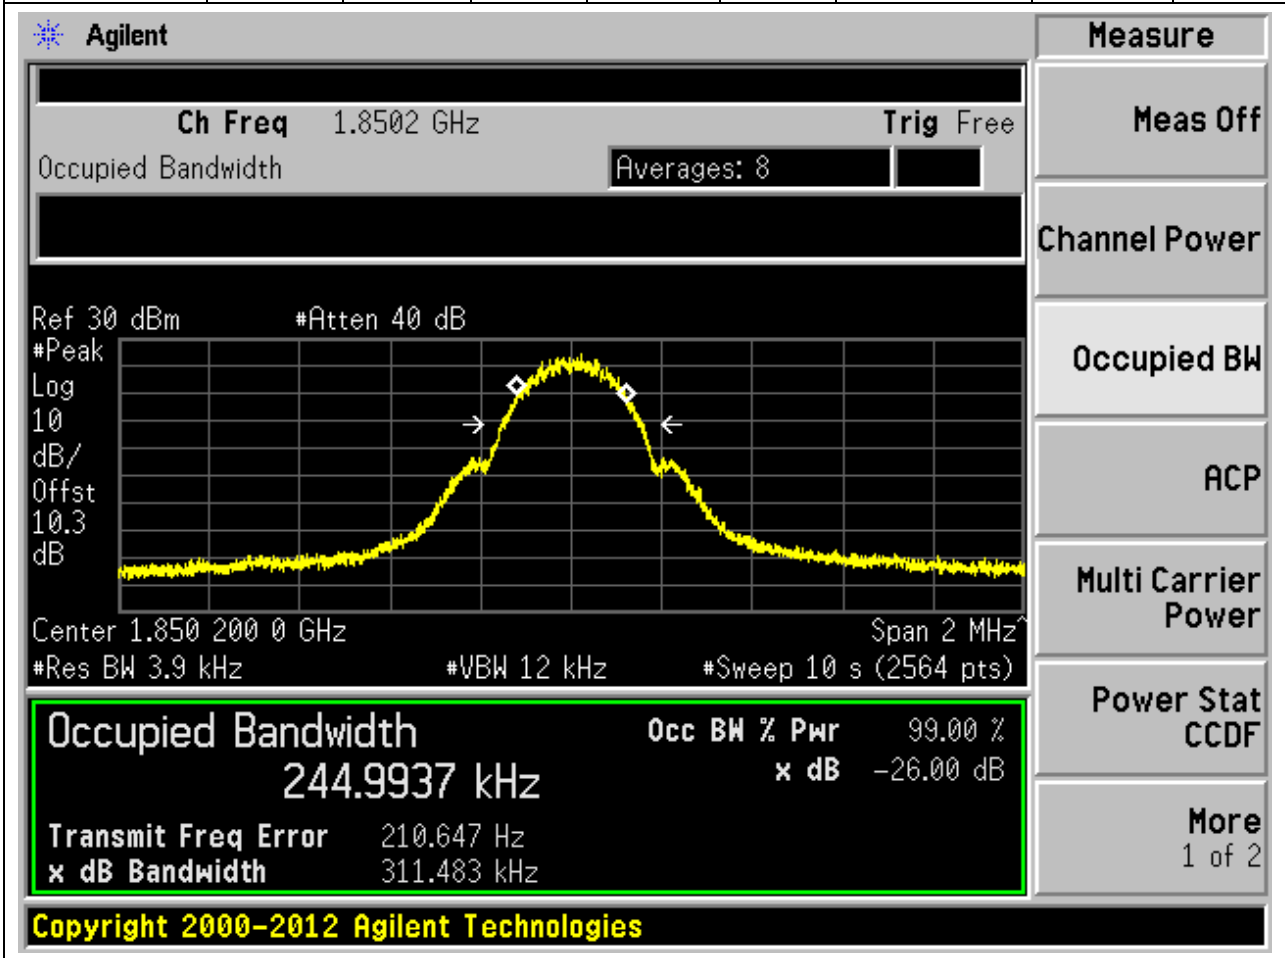 Agilent
Measure
Ch Freq 1.8502 GHz Trig Free
Occupied Bandwidth Averages: 8
Meas Off
Channel Power
Occupied BW
ACP
Multi Carrier
Power
Power Stat
CCDF
More
1 of 2
Ref 30 dBm #Atten 40 dB
#Peak
Log
10
dB/
Offst
10.3
dB
Center 1.850 200 0 GHz Span 2 MHz^
#Res BW 3.9 kHz #VBW 12 kHz #Sweep 10 s (2564 pts)
Occupied Bandwidth Occ BW % Pwr 99.00 %
244.9937 kHz x dB -26.00 dB
Transmit Freq Error 210.647 Hz
x dB Bandwidth 311.483 kHz
Copyright 2000-2012 Agilent Technologies